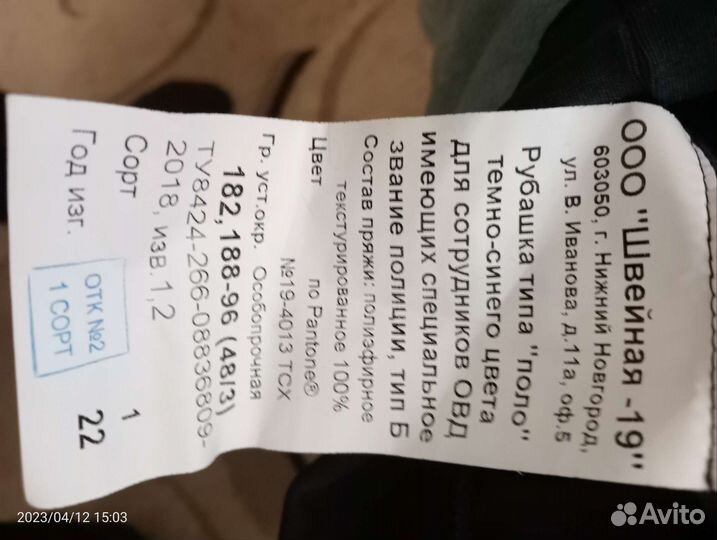 ООО "Швейная -19"
603050, г. Нижний Новгород,
ул. В. Иванова, д.11а, оф.5
Рубашка типа "поло"
темно-синего цвета
для сотрудников ОВД
имеющих специальное
звание полиции, тип Б
Состав пряжи: полиэфирное
текстурированное 100%
Цвет по Pantone®
№19-4013 TCX
Гр. уст.окр. Особопрочная
182,188-96 (48/3)
ТУ8424-266-08836809-
2018, изв. 1,2
Сорт 1
Год изг. 22
ОТК №2
1 СОРТ
2023/04/12 15:03
Avito